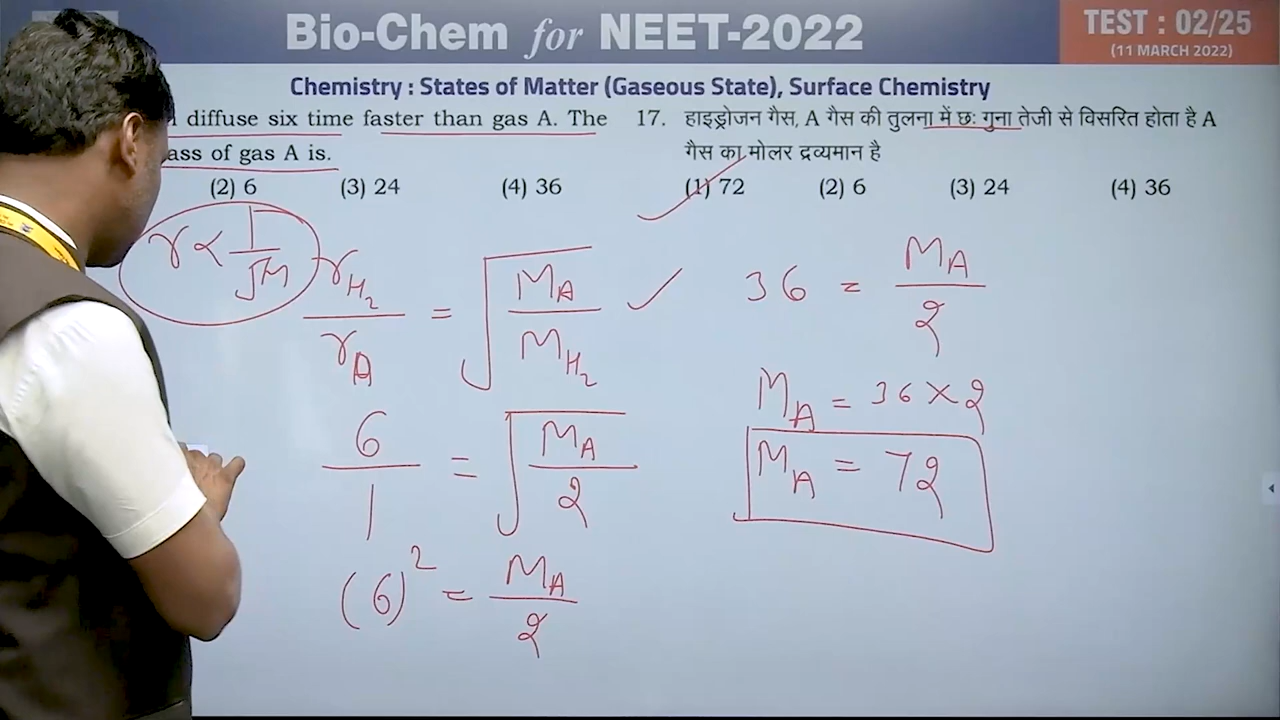 Bio-Chem for NEET-2022
TEST : 02/25
(11 MARCH 2022)
Chemistry : States of Matter (Gaseous State), Surface Chemistry
diffuse six time faster than gas A. The
ass of gas A is.
(2) 6 (3) 24 (4) 36
17. हाइड्रोजन गैस, A गैस की तुलना में छः गुना तेजी से विसरित होता है A
गैस का मोलर द्रव्यमान है
(1) 72 (2) 6 (3) 24 (4) 36
r ∝ 1/√M
r_H₂/r_A = √(M_A/M_H₂)
6/1 = √(M_A/2)
(6)² = M_A/2
36 = M_A/2
M_A = 36 × 2
M_A = 72